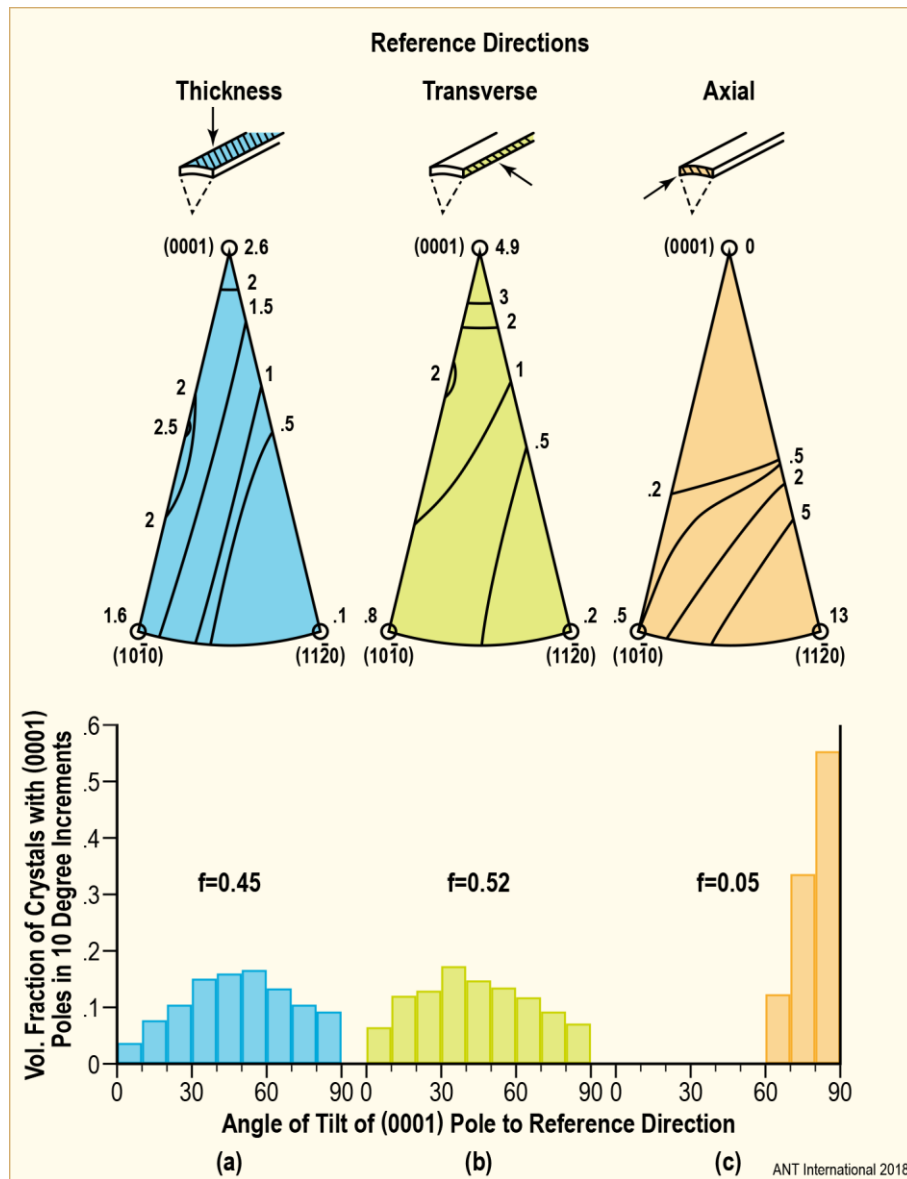 Reference Directions
Thickness Transverse Axial
(0001) 2.6 (0001) 4.9 (0001) 0
2 3
1.5 2
2 1 2 1
2.5 .5 .5 .5
.2 2
2 5
1.6 .1 .8 .2 .5 13
(101̅0) (112̅0) (101̅0) (112̅0) (101̅0) (112̅0)
Vol. Fraction of Crystals with (0001)
Poles in 10 Degree Increments
.6
.5
.4
.3
.2
.1
0
f=0.45 f=0.52 f=0.05
0 30 60 90 0 30 60 90 0 30 60 90
Angle of Tilt of (0001) Pole to Reference Direction
(a) (b) (c)
ANT International 2018